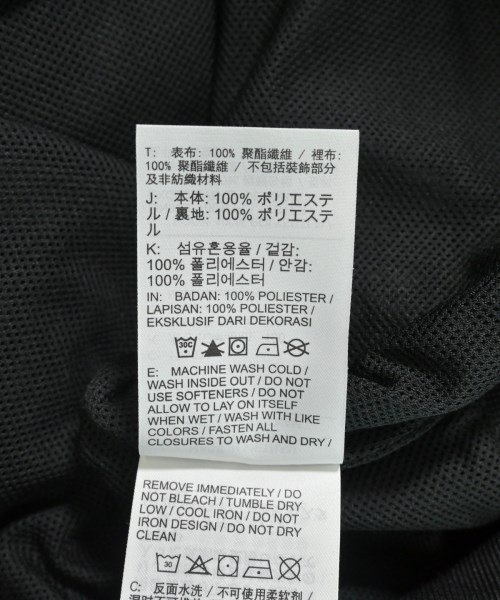 T: 表布: 100% 聚酯纖維 / 裡布:
100% 聚酯纖維 / 不包括裝飾部分
及非紡織材料
J: 本体: 100% ポリエステ
ル / 裏地: 100% ポリエステ
ル
K: 섬유혼용율 / 겉감:
100% 폴리에스터 / 안감:
100% 폴리에스터
IN: BADAN: 100% POLIESTER /
LAPISAN: 100% POLIESTER /
EKSKLUSIF DARI DEKORASI
30C
E: MACHINE WASH COLD /
WASH INSIDE OUT / DO NOT
USE SOFTENERS / DO NOT
ALLOW TO LAY ON ITSELF
WHEN WET / WASH WITH LIKE
COLORS / FASTEN ALL
CLOSURES TO WASH AND DRY /
REMOVE IMMEDIATELY / DO
NOT BLEACH / TUMBLE DRY
LOW / COOL IRON / DO NOT
IRON DESIGN / DO NOT DRY
CLEAN
30
C: 反面水洗 / 不可使用柔软剂 /